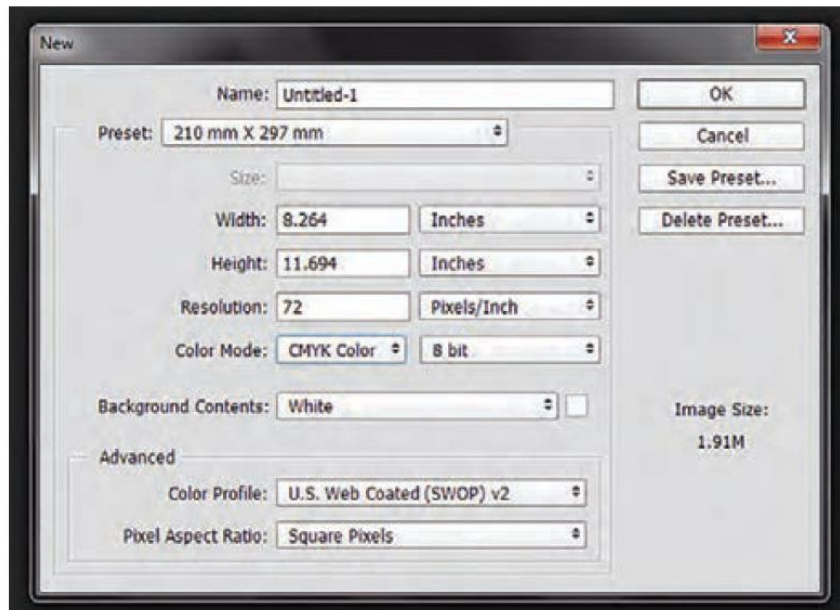 New
Name: Untitled-1
OK
Preset: 210 mm X 297 mm
Cancel
Size:
Save Preset...
Width: 8.264 Inches
Delete Preset...
Height: 11.694 Inches
Resolution: 72 Pixels/Inch
Color Mode: CMYK Color 8 bit
Background Contents: White
Image Size:
1.91M
Advanced
Color Profile: U.S. Web Coated (SWOP) v2
Pixel Aspect Ratio: Square Pixels